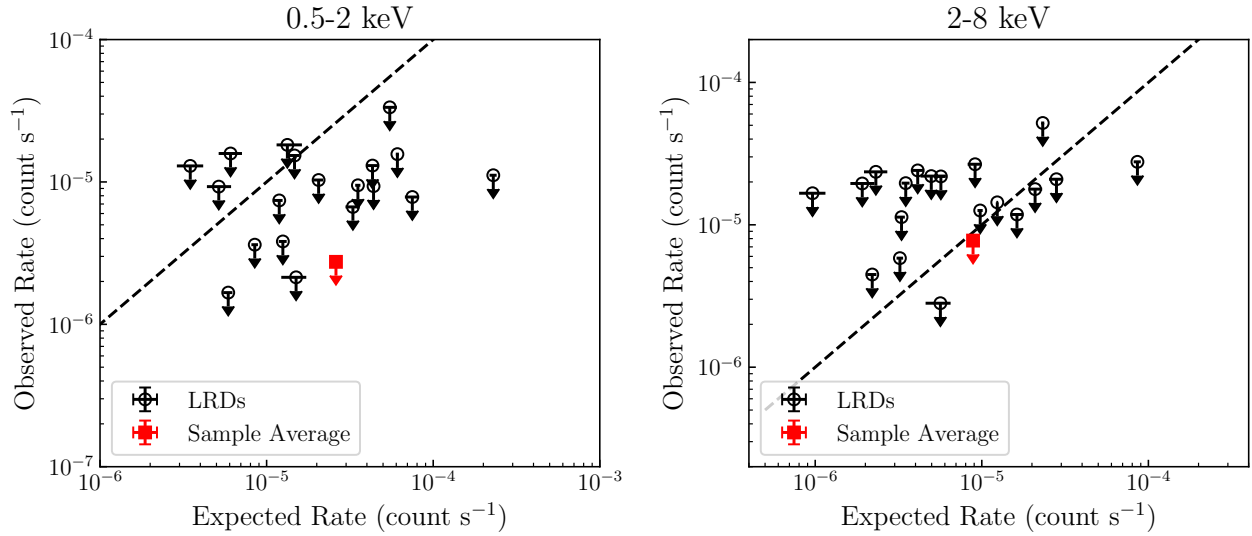 0.5-2 keV
10⁻⁴
10⁻⁵
10⁻⁶
10⁻⁷
Observed Rate (count s⁻¹)
LRDs
Sample Average
10⁻⁶ 10⁻⁵ 10⁻⁴ 10⁻³
Expected Rate (count s⁻¹)
2-8 keV
10⁻⁴
10⁻⁵
10⁻⁶
Observed Rate (count s⁻¹)
LRDs
Sample Average
10⁻⁶ 10⁻⁵ 10⁻⁴
Expected Rate (count s⁻¹)